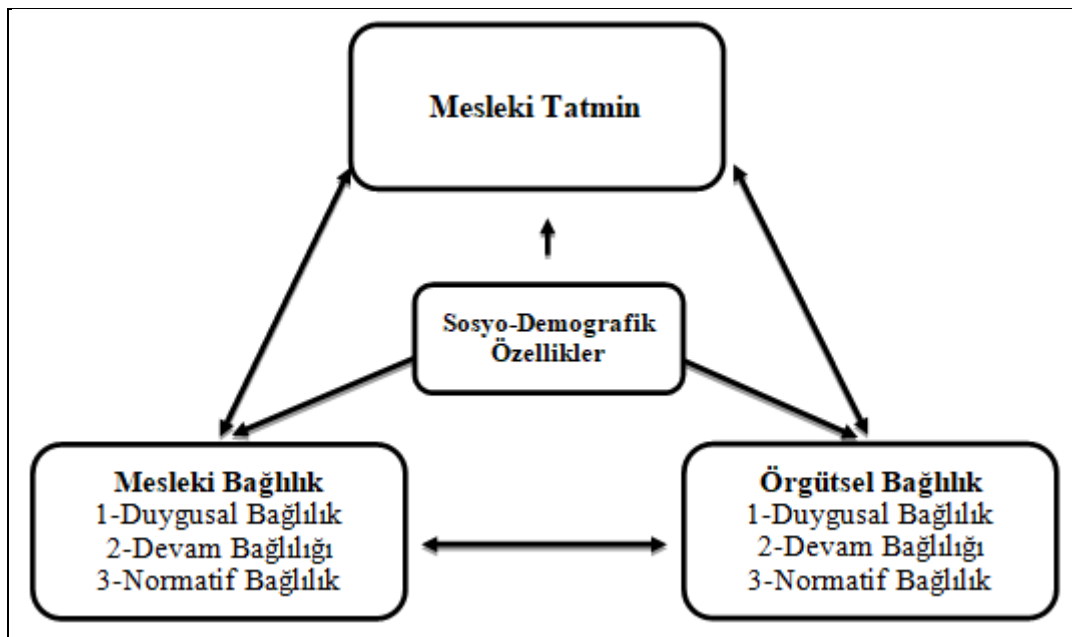 Mesleki Tatmin
Sosyo-Demografik
Özellikler
Mesleki Bağlılık
1-Duygusal Bağlılık
2-Devam Bağlılığı
3-Normatif Bağlılık
Örgütsel Bağlılık
1-Duygusal Bağlılık
2-Devam Bağlılığı
3-Normatif Bağlılık